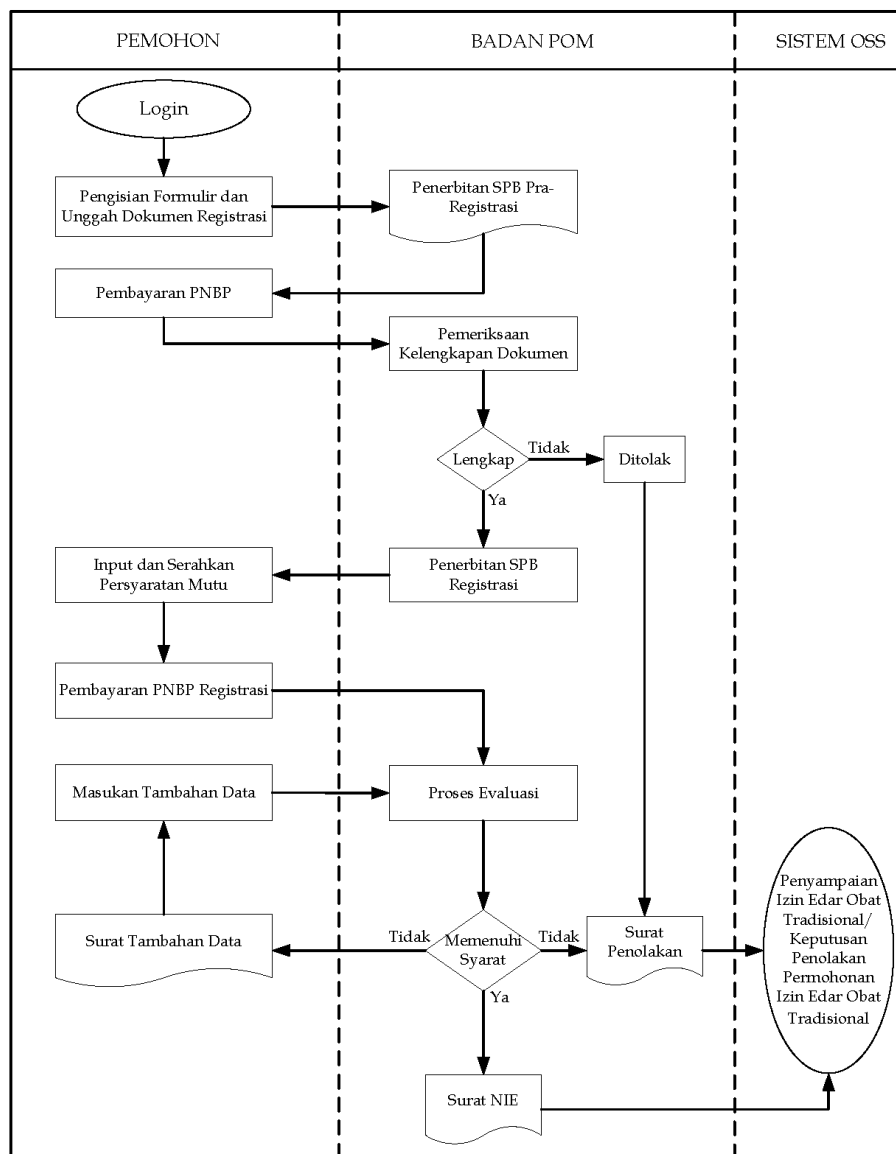 PEMOHON
BADAN POM
SISTEM OSS
Login
Pengisian Formulir dan
Unggah Dokumen Registrasi
Penerbitan SPB Pra-
Registrasi
Pembayaran PNBP
Pemeriksaan
Kelengkapan Dokumen
Lengkap
Tidak
Ditolak
Ya
Input dan Serahkan
Persyaratan Mutu
Penerbitan SPB
Registrasi
Pembayaran PNBP Registrasi
Masukan Tambahan Data
Proses Evaluasi
Surat Tambahan Data
Tidak
Memenuhi
Syarat
Tidak
Surat
Penolakan
Penyampaian
Izin Edar Obat
Tradisional/
Keputusan
Penolakan
Permohonan
Izin Edar Obat
Tradisional
Ya
Surat NIE